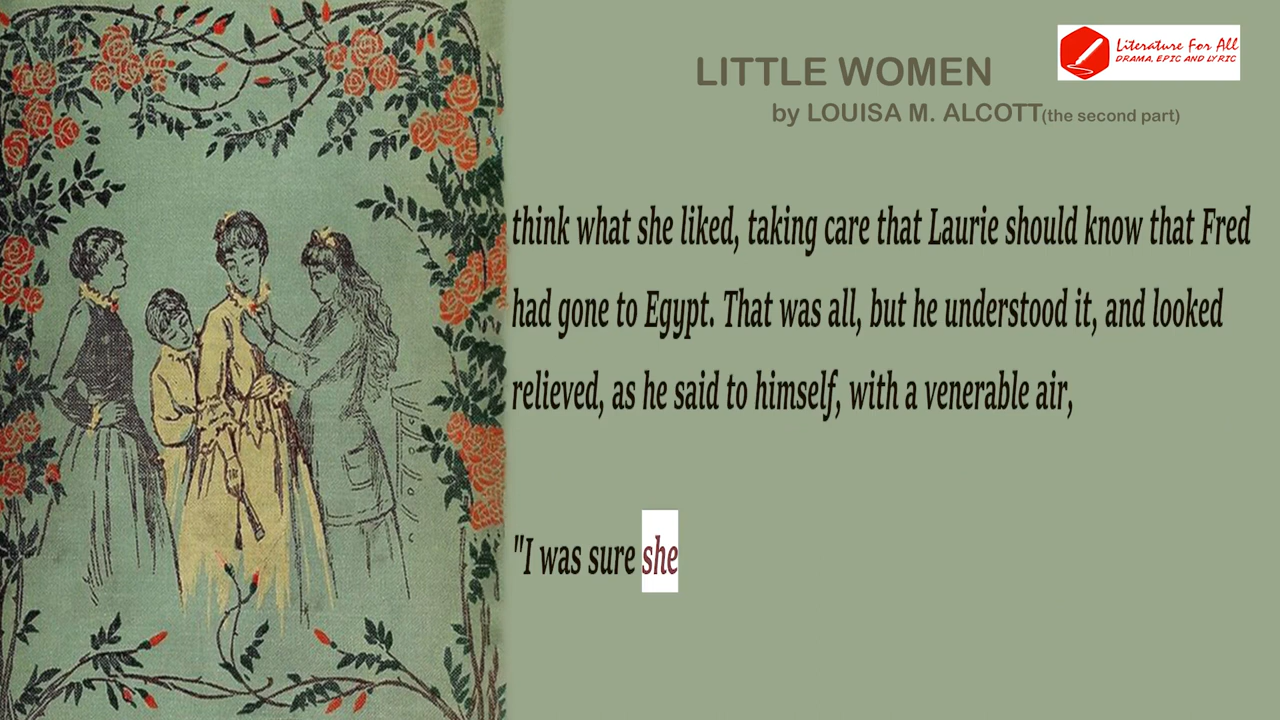 LITTLE WOMEN
by LOUISA M. ALCOTT(the second part)
Literature For All
DRAMA, EPIC AND LYRIC
think what she liked, taking care that Laurie should know that Fred
had gone to Egypt. That was all, but he understood it, and looked
relieved, as he said to himself, with a venerable air,
"I was sure she